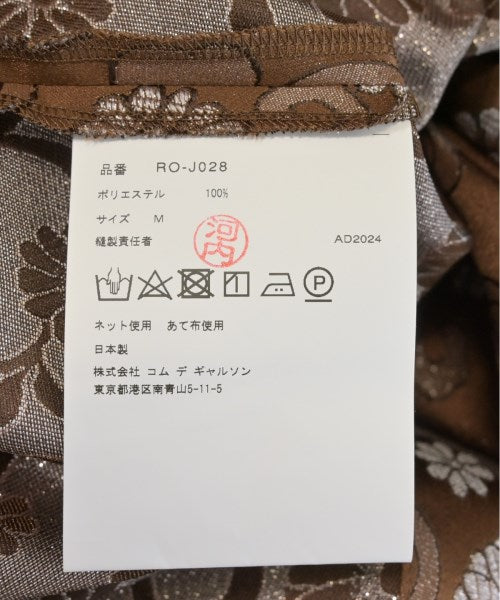 品番 RO-J028
ポリエステル 100%
サイズ M
縫製責任者 河内 AD2024
P
ネット使用 あて布使用
日本製
株式会社 コム デ ギャルソン
東京都港区南青山5-11-5